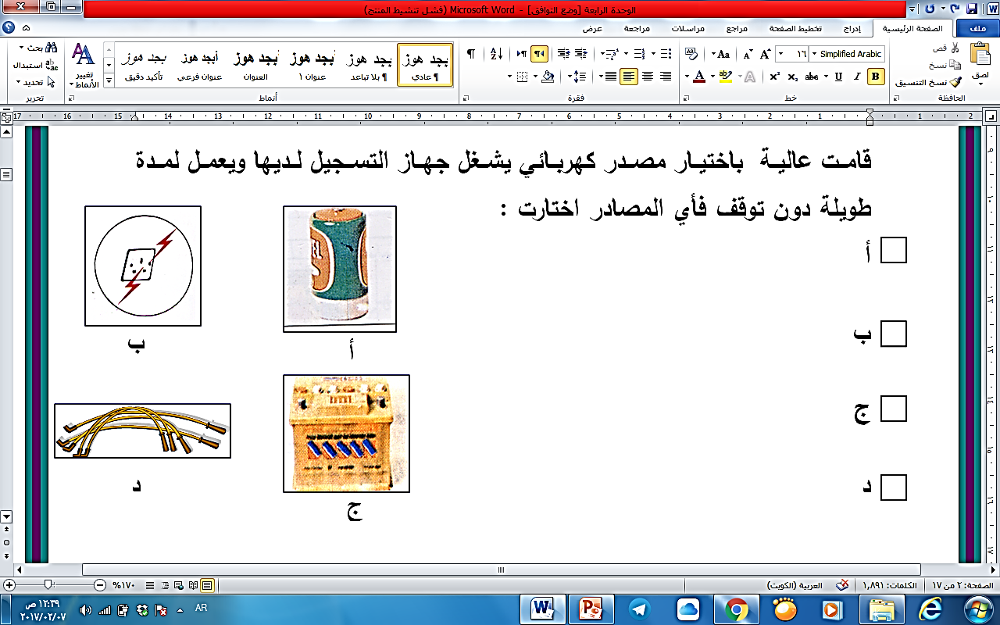 الوحدة الرابعة [وضع التوافق] - Microsoft Word (فشل تنشيط المنتج)
ملف
الصفحة الرئيسية
إدراج
تخطيط الصفحة
مراجع
مراسلات
مراجعة
عرض
لصق
قص
نسخ
نسخ التنسيق
الحافظة
Simplified Arabic
١٦
خط
فقرة
بجد هوز
عادي
بجد هوز
بلا تباعد
أبجد هوز
عنوان ١
أبجد هوز
العنوان
أبجد هوز
عنوان فرعي
بجد هوز
تأكيد دقيق
أنماط
تغيير الأنماط
بحث
استبدال
تحديد
تحرير
قامت عالية باختيار مصدر كهربائي يشغل جهاز التسجيل لديها ويعمل لمدة
طويلة دون توقف فأي المصادر اختارت :
أ
ب
ج
د
أ
ب
ج
د
الصفحة: ٢ من ١٧
الكلمات: ١,٨٩١
العربية (الكويت)
١٧٠%
AR
١٢:٣٩ ص
٢٠١٧/٠٢/٠٧